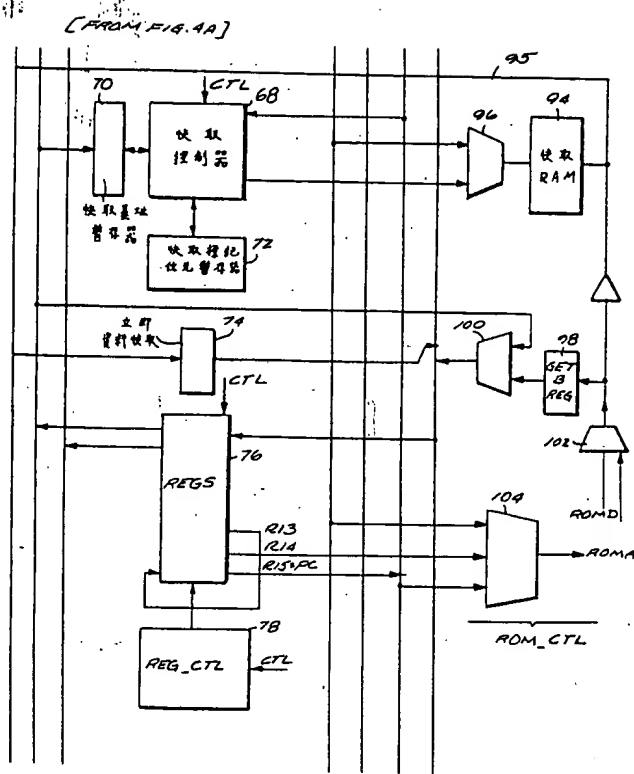 [FROM FIG. 4A]
95
70
CTL
68
94
96
快取
控制器
快取
RAM
快取基址
暫存器
快取標記
位元暫存器
72
立即
資料快取
74
100
98
GET
B
REG
CTL
102
76
REGS
ROMD
104
R13
R14
ROMA
R15=PC
78
REG_CTL
CTL
ROM_CTL